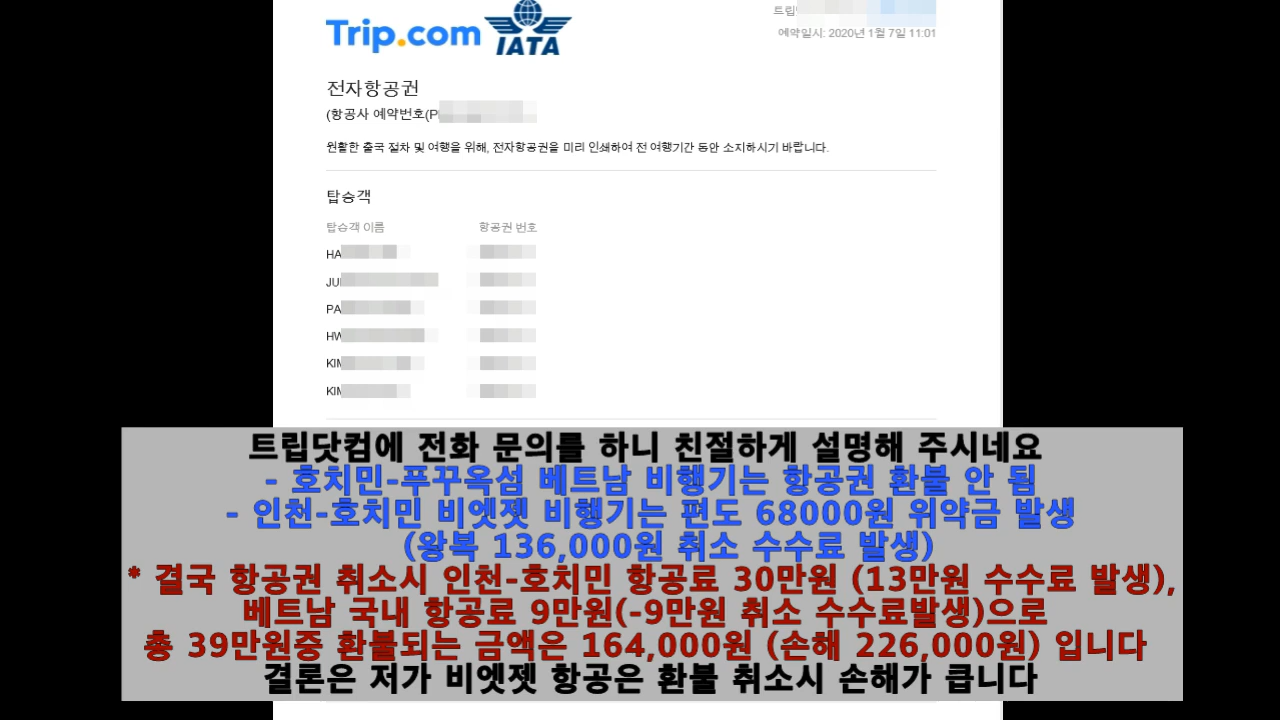 Trip.com IATA
트립
예약일시: 2020년 1월 7일 11:01
전자항공권
(항공사 예약번호(P
원활한 출국 절차 및 여행을 위해, 전자항공권을 미리 인쇄하여 전 여행기간 동안 소지하시기 바랍니다.
탑승객
탑승객 이름 항공권 번호
HA
JU
PA
HW
KIM
KIM
트립닷컴에 전화 문의를 하니 친절하게 설명해 주시네요
- 호치민-푸꾸옥섬 베트남 비행기는 항공권 환불 안 됨
- 인천-호치민 비엣젯 비행기는 편도 68000원 위약금 발생
(왕복 136,000원 취소 수수료 발생)
* 결국 항공권 취소시 인천-호치민 항공료 30만원 (13만원 수수료 발생),
베트남 국내 항공료 9만원(-9만원 취소 수수료발생)으로
총 39만원중 환불되는 금액은 164,000원 (손해 226,000원) 입니다
결론은 저가 비엣젯 항공은 환불 취소시 손해가 큽니다